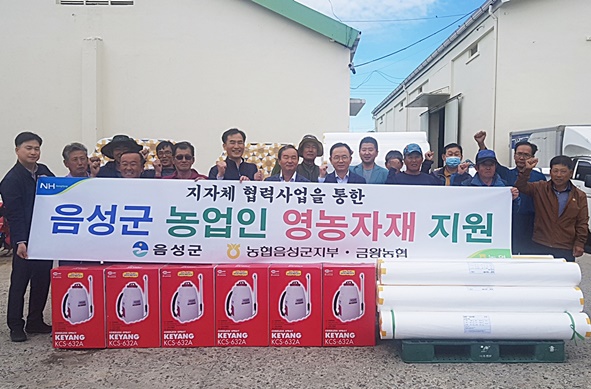 NH
지자체 협력사업을 통한
음성군 농업인 영농자재 지원
음성군 농협음성군지부 · 금왕농협
KEYANG
KCS-632A
KEYANG
KCS-632A
KEYANG
KCS-632A
KEYANG
KCS-632A
KEYANG
KCS-632A
KEYANG
KCS-632A